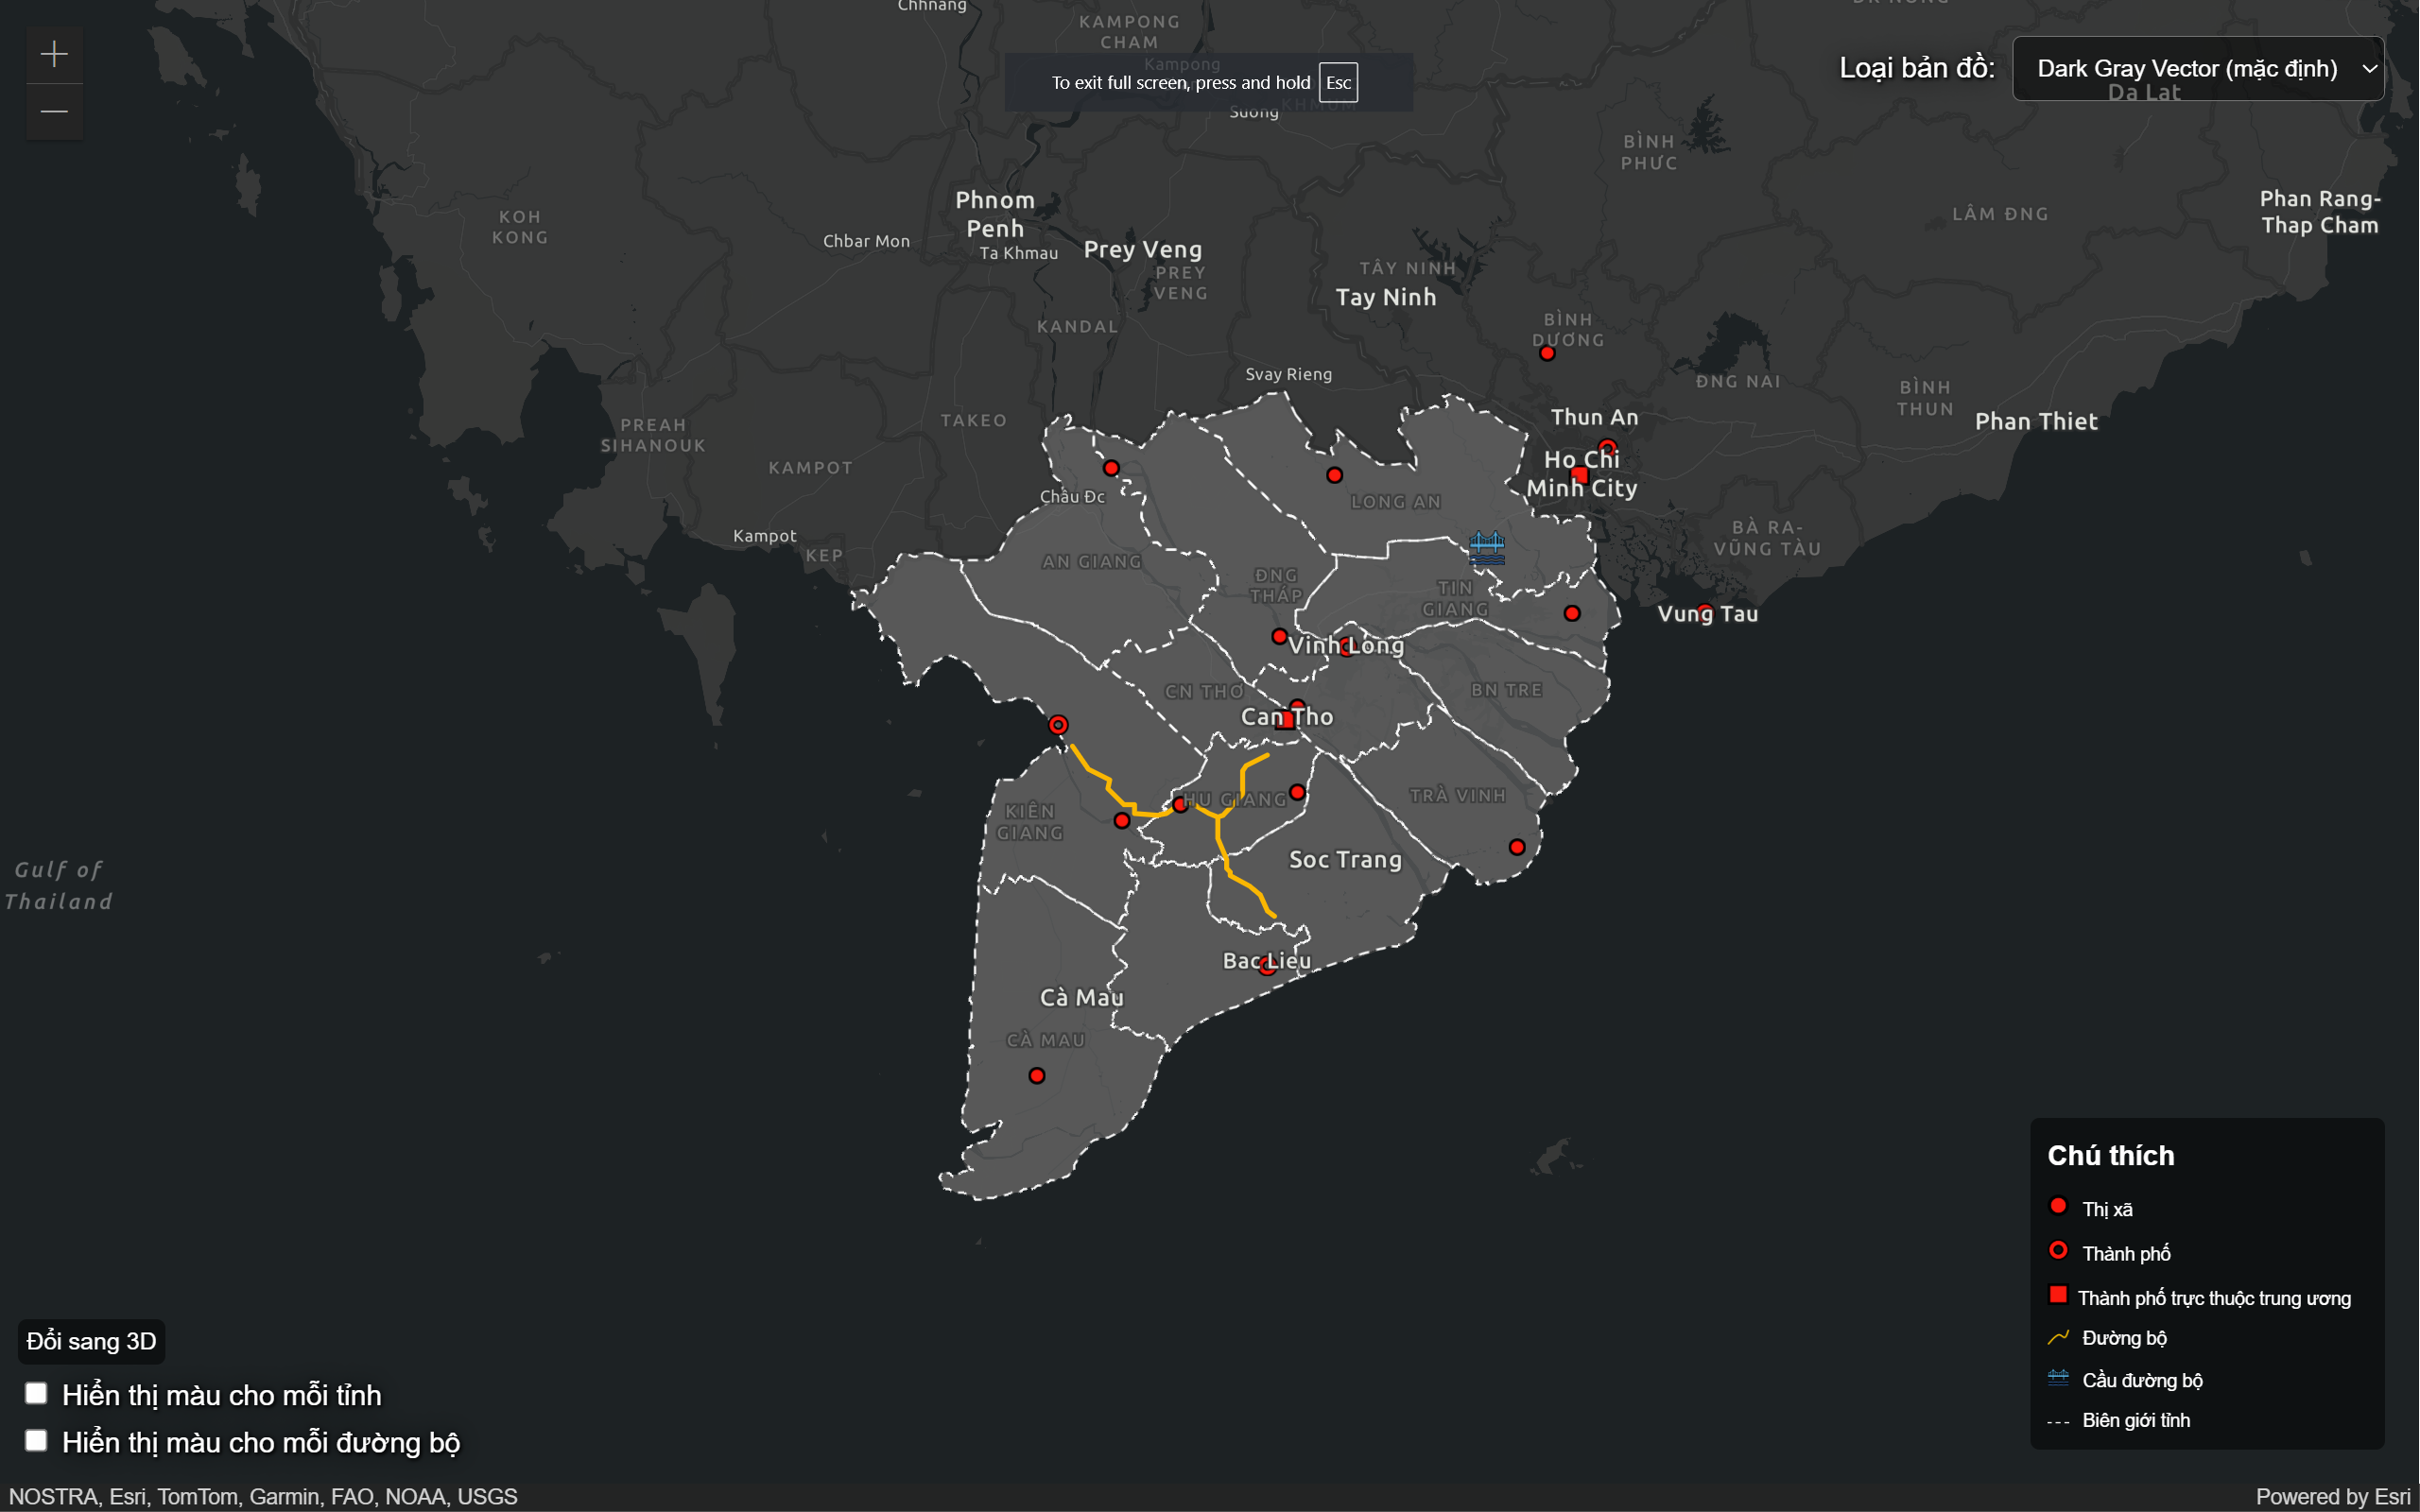 Chhnang
KAMPONG
CHAM
Kampong
To exit full screen, press and hold Esc
Suong
KHMUM
Loại bản đồ:
Dark Gray Vector (mặc định)
Da Lat
BÌNH
PHƯC
Phnom
Penh
Ta Khmau
Chbar Mon
KOH
KONG
Prey Veng
PREY
VENG
TÂY NINH
Tay Ninh
LÂM ĐNG
Phan Rang-
Thap Cham
KANDAL
BÌNH
DƯƠNG
Svay Rieng
ĐNG NAI
BÌNH
THUN
Phan Thiet
PREAH
SIHANOUK
TAKEO
KAMPOT
Thun An
Ho Chi
Minh City
Châu Đc
LONG AN
Kampot
KEP
AN GIANG
BÀ RA-
VŨNG TÀU
ĐNG
THÁP
TIN
GIANG
Vung Tau
Vinh Long
CN THƠ
BN TRE
Can Tho
KIÊN
GIANG
HU GIANG
TRÀ VINH
Soc Trang
Gulf of
Thailand
Bac Lieu
Cà Mau
CÀ MAU
Chú thích
Thị xã
Thành phố
Thành phố trực thuộc trung ương
Đường bộ
Cầu đường bộ
Biên giới tỉnh
Đổi sang 3D
Hiển thị màu cho mỗi tỉnh
Hiển thị màu cho mỗi đường bộ
NOSTRA, Esri, TomTom, Garmin, FAO, NOAA, USGS
Powered by Esri